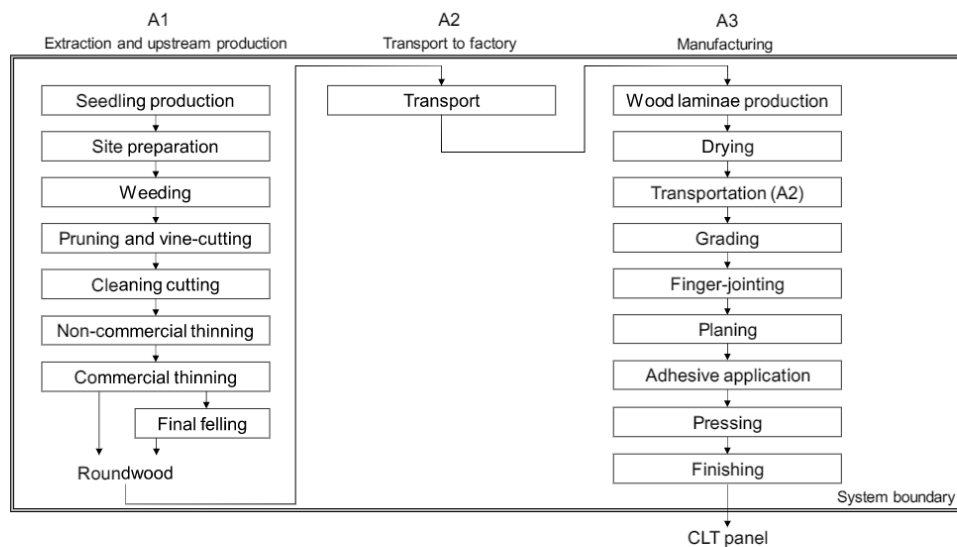 A1
Extraction and upstream production
A2
Transport to factory
A3
Manufacturing
Seedling production
Site preparation
Weeding
Pruning and vine-cutting
Cleaning cutting
Non-commercial thinning
Commercial thinning
Final felling
Roundwood
Transport
Wood laminae production
Drying
Transportation (A2)
Grading
Finger-jointing
Planing
Adhesive application
Pressing
Finishing
System boundary
CLT panel